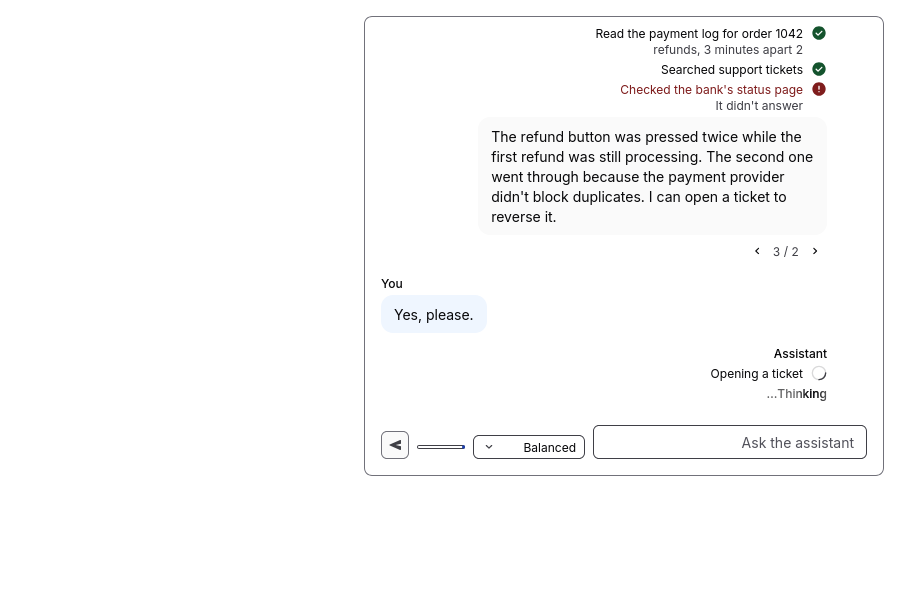 Read the payment log for order 1042
refunds, 3 minutes apart 2
Searched support tickets
Checked the bank's status page
It didn't answer
The refund button was pressed twice while the
first refund was still processing. The second one
went through because the payment provider
didn't block duplicates. I can open a ticket to
reverse it.
3 / 2
You
Yes, please.
Assistant
Opening a ticket
...Thinking
Balanced
Ask the assistant